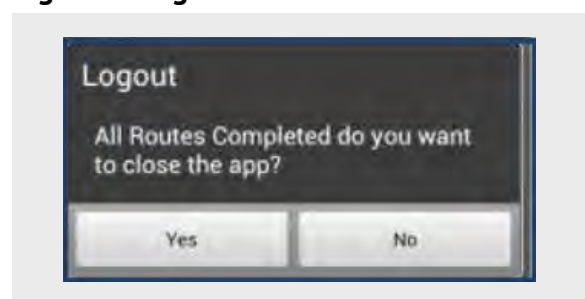 Logout
All Routes Completed do you want
to close the app?
Yes
No